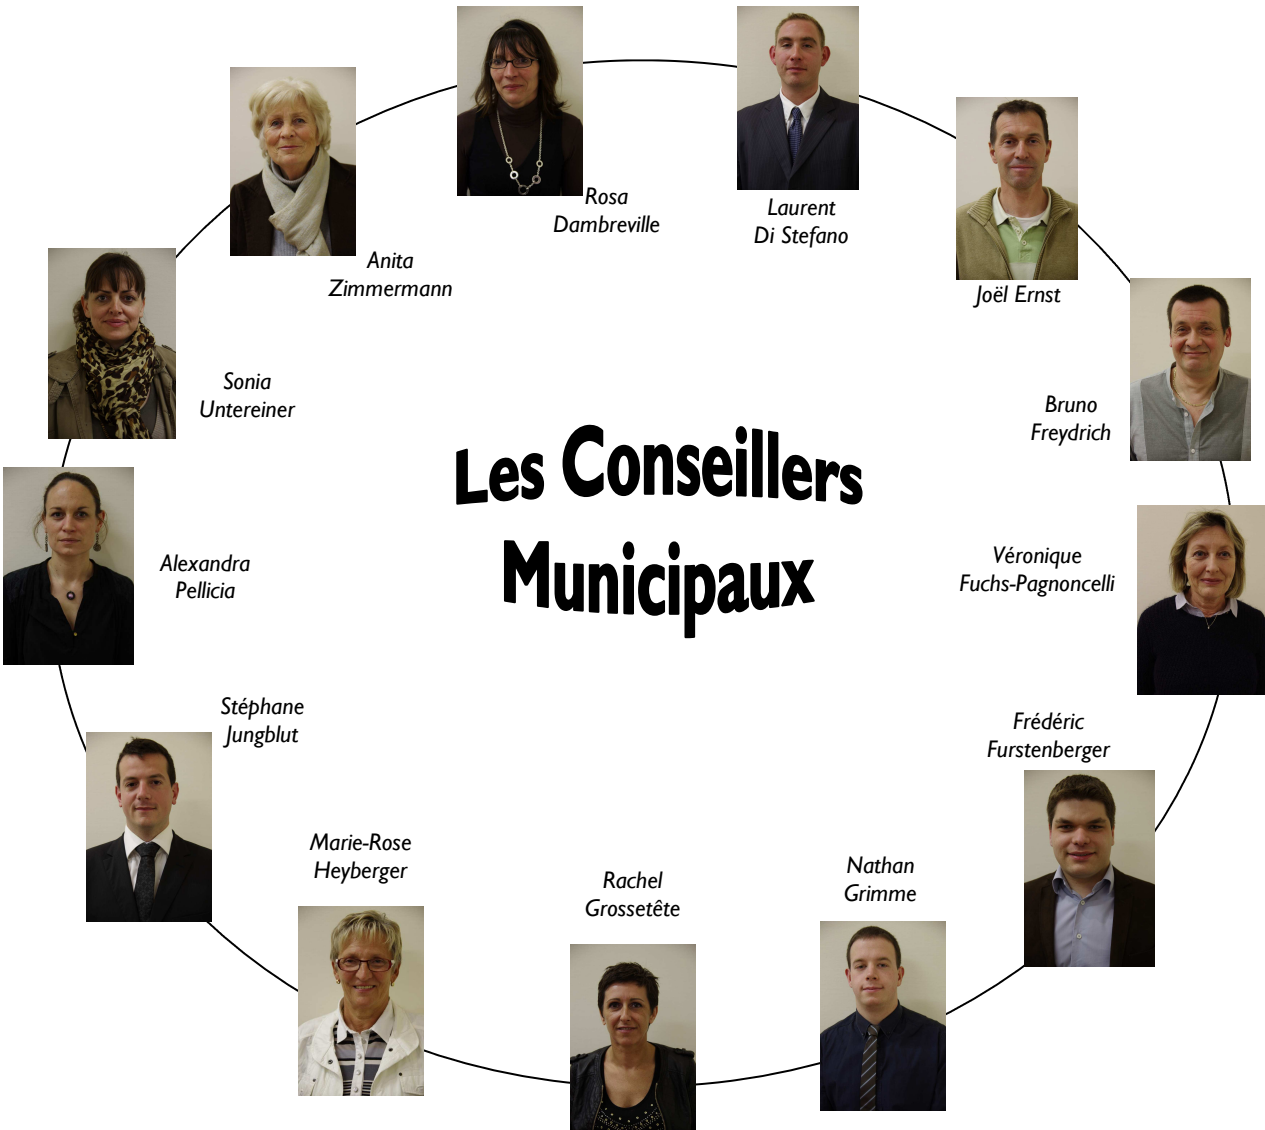 Rosa
Dambreville
Laurent
Di Stefano
Anita
Zimmermann
Joël Ernst
Sonia
Untereiner
Bruno
Freydrich
Les Conseillers
Municipaux
Alexandra
Pellicia
Véronique
Fuchs-Pagnoncelli
Stéphane
Jungblut
Frédéric
Furstenberger
Marie-Rose
Heyberger
Rachel
Grossetête
Nathan
Grimme